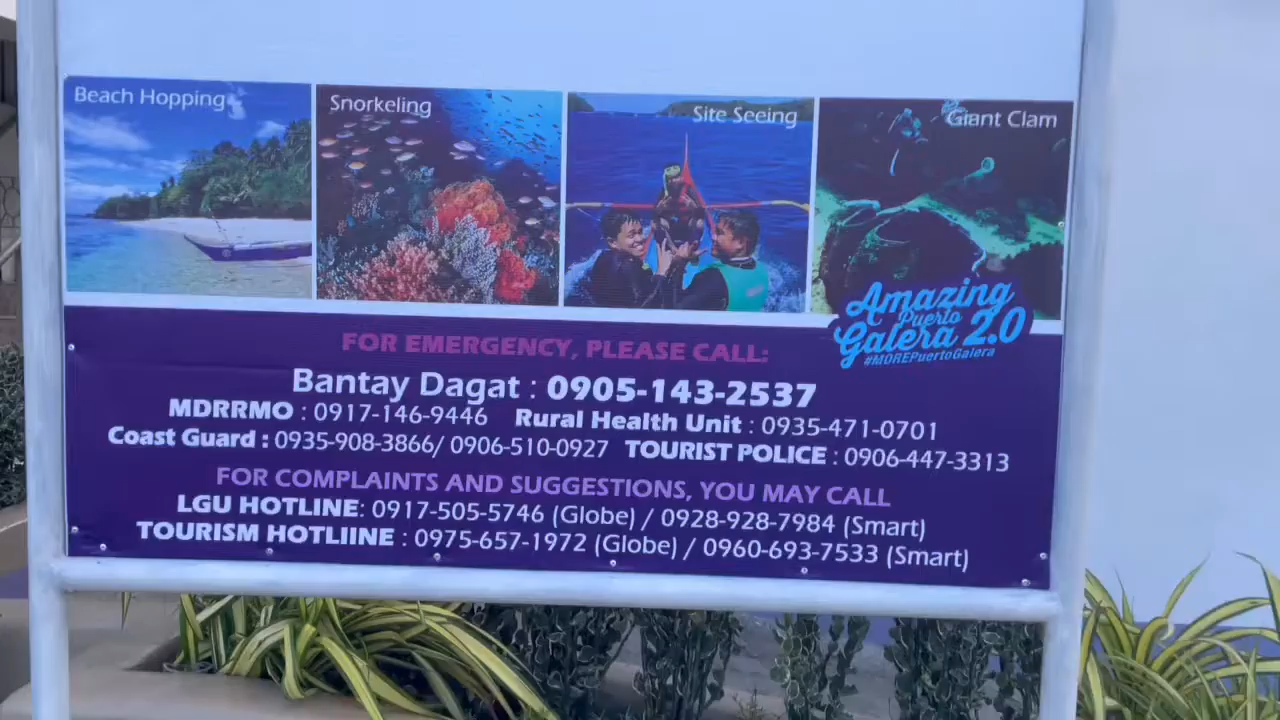 Beach Hopping
Snorkeling
Site Seeing
Giant Clam
Amazing
Puerto
Galera 2.0
#MOREPuertoGalera
FOR EMERGENCY, PLEASE CALL:
Bantay Dagat : 0905-143-2537
MDRRMO : 0917-146-9446 Rural Health Unit : 0935-471-0701
Coast Guard : 0935-908-3866/ 0906-510-0927 TOURIST POLICE : 0906-447-3313
FOR COMPLAINTS AND SUGGESTIONS, YOU MAY CALL
LGU HOTLINE: 0917-505-5746 (Globe) / 0928-928-7984 (Smart)
TOURISM HOTLIINE : 0975-657-1972 (Globe) / 0960-693-7533 (Smart)